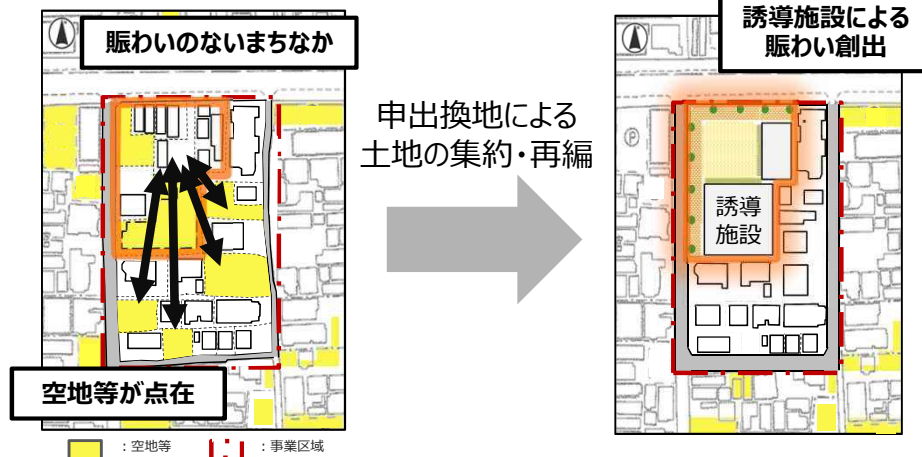 賑わいのないまちなか
空地等が点在
：空地等
：事業区域
申出換地による
土地の集約・再編
誘導施設による
賑わい創出
P
誘導
施設